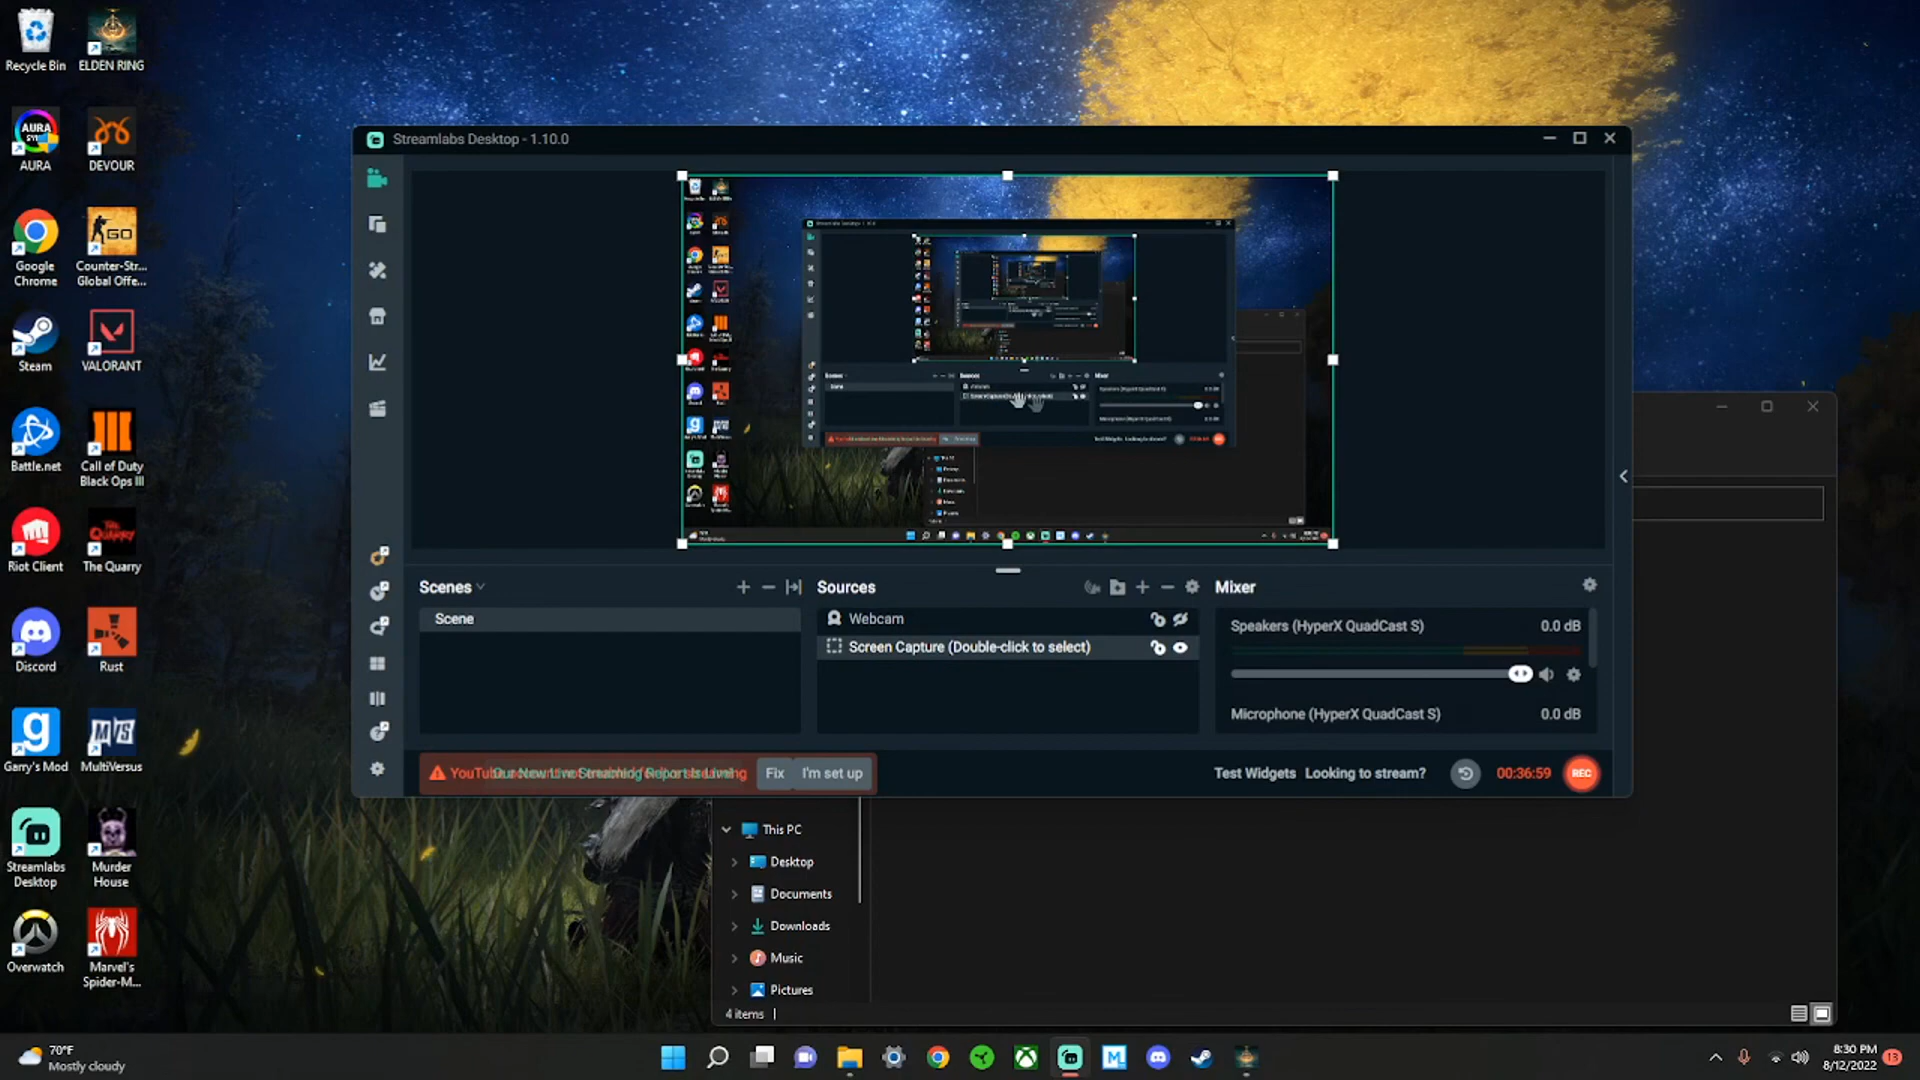 Recycle Bin
ELDEN RING
AURA
DEVOUR
Google
Chrome
Counter-Str...
Global Offe...
Steam
VALORANT
Battle.net
Call of Duty
Black Ops III
Riot Client
The Quarry
Discord
Rust
Garry's Mod
MultiVersus
Streamlabs
Desktop
Murder
House
Overwatch
Marvel's
Spider-M...
Streamlabs Desktop - 1.10.0
Scenes
Scene
Sources
Webcam
Screen Capture (Double-click to select)
Mixer
Speakers (HyperX QuadCast S)
0.0 dB
Microphone (HyperX QuadCast S)
0.0 dB
Fix
I'm set up
Test Widgets
Looking to stream?
00:36:59
REC
This PC
Desktop
Documents
Downloads
Music
Pictures
4 items
70°F
Mostly cloudy
8:30 PM
8/12/2022
13